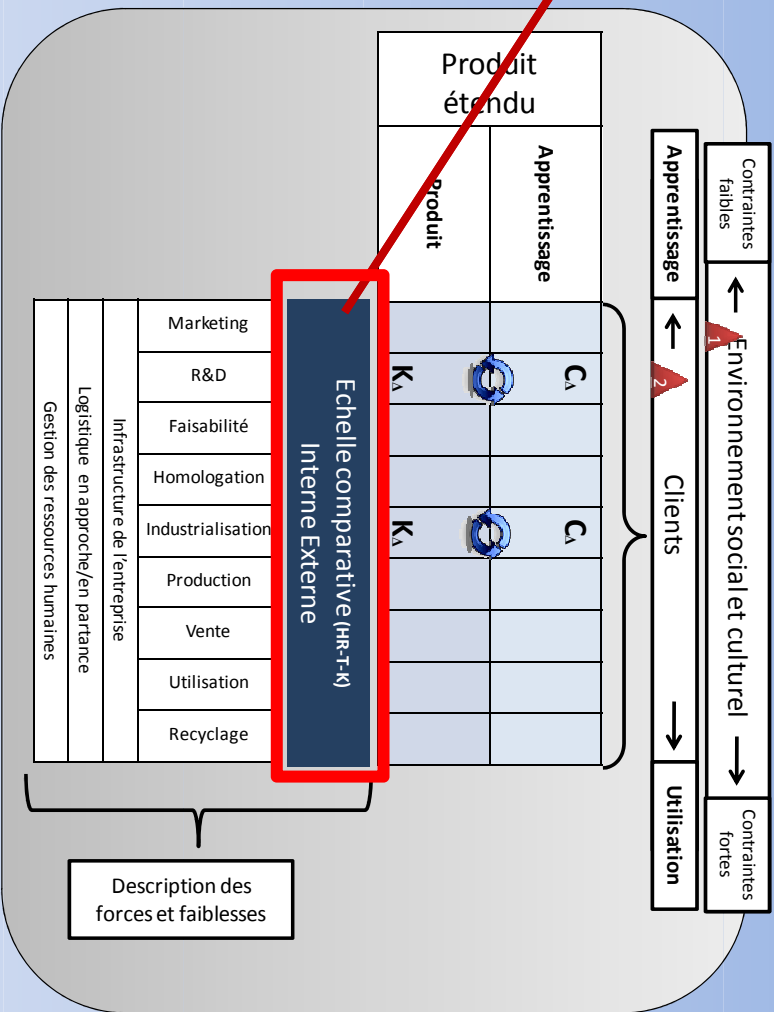 Produit
étendu
Apprentissage
Produit
Contraintes
faibles
Environnement social et culturel
Contraintes
fortes
1
Apprentissage
2
Clients
Utilisation
C∆
K∆
C∆
K∆
Echelle comparative (HR-T-K)
Interne Externe
Marketing
R&D
Faisabilité
Homologation
Industrialisation
Production
Vente
Utilisation
Recyclage
Infrastructure de l'entreprise
Logistique en approche/en partance
Gestion des ressources humaines
Description des
forces et faiblesses